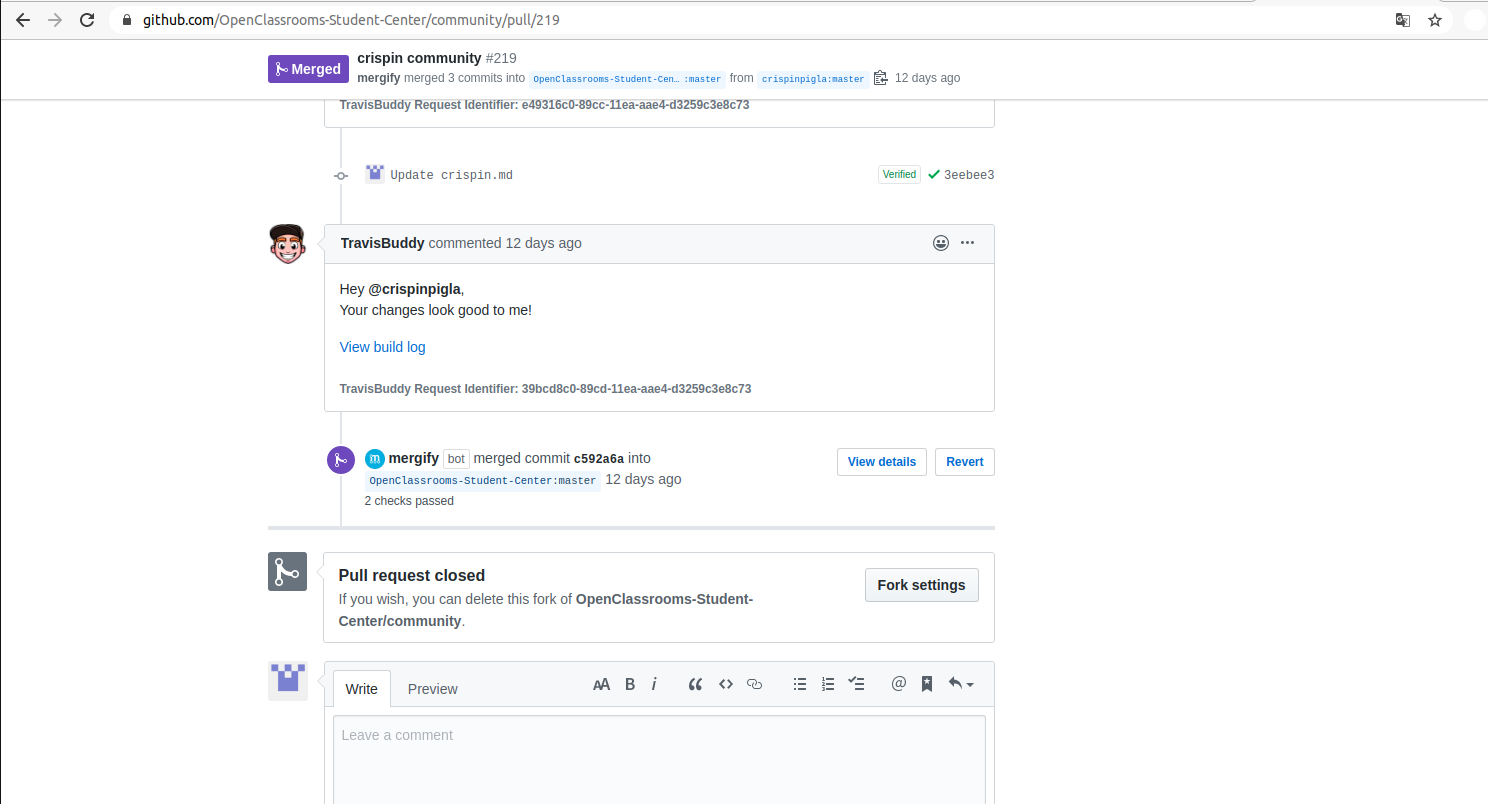 github.com/OpenClassrooms-Student-Center/community/pull/219
Merged
crispin community #219
mergify merged 3 commits into OpenClassrooms-Student-Cen… :master from crispinpigla:master 12 days ago
TravisBuddy Request Identifier: e49316c0-89cc-11ea-aae4-d3259c3e8c73
Update crispin.md Verified 3eebee3
TravisBuddy commented 12 days ago
Hey @crispinpigla,
Your changes look good to me!
View build log
TravisBuddy Request Identifier: 39bcd8c0-89cd-11ea-aae4-d3259c3e8c73
mergify bot merged commit c592a6a into
OpenClassrooms-Student-Center:master 12 days ago
2 checks passed
View details Revert
Pull request closed
If you wish, you can delete this fork of OpenClassrooms-Student-
Center/community.
Fork settings
Write Preview
Leave a comment